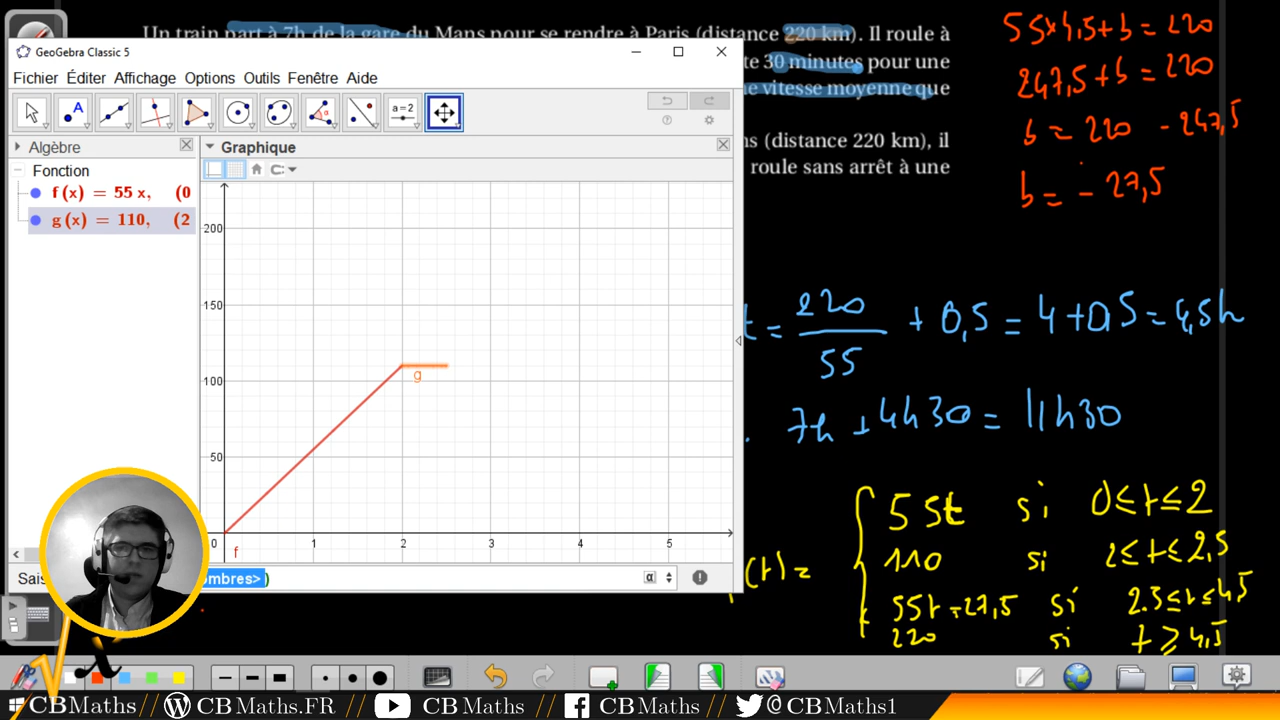 Un train part à 7h de la gare du Mans pour se rendre à Paris (distance 220 km). Il roule à
te 30 minutes pour une
e vitesse moyenne que
ns (distance 220 km), il
roule sans arrêt à une
GeoGebra Classic 5
Fichier Éditer Affichage Options Outils Fenêtre Aide
A
a=2
Algèbre
Graphique
Fonction
f(x) = 55 x, (0
g(x) = 110, (2
200
150
100
50
0 1 2 3 4 5
g
f
Sais
ombres> )
α
55×4,5+b = 220
247,5+b = 220
b = 220 - 247,5
b = - 27,5
t = 220/55 + 0,5 = 4+0,5 = 4,5h
7h + 4h30 = 11h30
(t) =
55t si 0≤t≤2
110 si 2≤t≤2,5
55t - 27,5 si 2.5≤t≤4,5
220 si t ≥ 4,5
CBMaths CBMaths.FR CBMaths CBMaths @CBMaths1